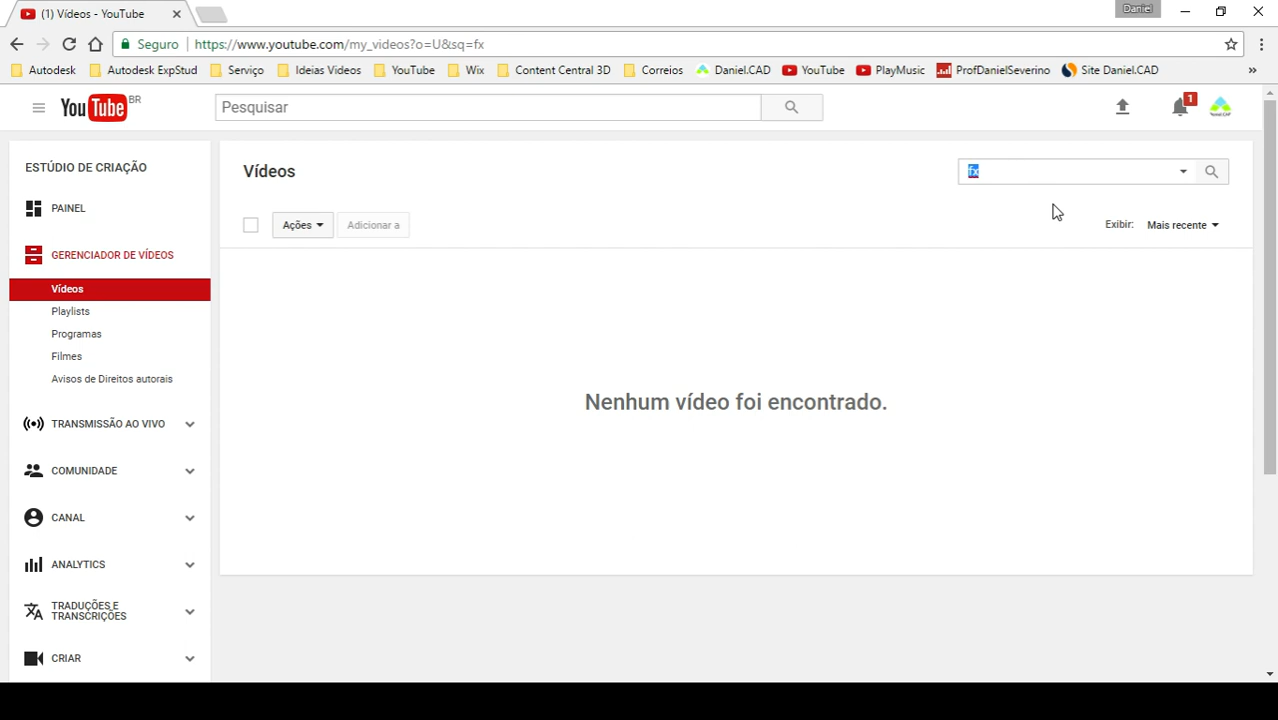 Daniel
(1) Vídeos - YouTube
Seguro https://www.youtube.com/my_videos?o=U&sq=fx
Autodesk Autodesk ExpStud Serviço Ideias Videos YouTube Wix Content Central 3D Correios Daniel.CAD YouTube PlayMusic ProfDanielSeverino Site Daniel.CAD »
YouTube BR Pesquisar 1
ESTÚDIO DE CRIAÇÃO
Vídeos fx
PAINEL
Ações Adicionar a Exibir: Mais recente
GERENCIADOR DE VÍDEOS
Vídeos
Playlists
Programas
Filmes
Avisos de Direitos autorais
Nenhum vídeo foi encontrado.
TRANSMISSÃO AO VIVO
COMUNIDADE
CANAL
ANALYTICS
TRADUÇÕES E
TRANSCRIÇÕES
CRIAR